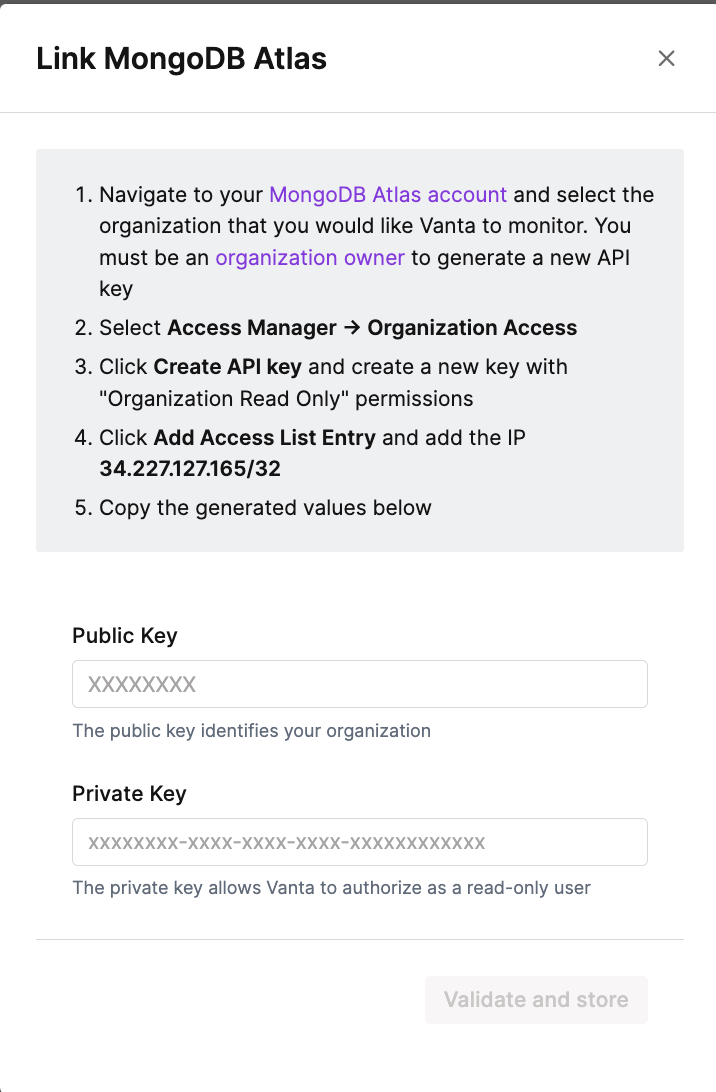 Link MongoDB Atlas
1. Navigate to your MongoDB Atlas account and select the
organization that you would like Vanta to monitor. You
must be an organization owner to generate a new API
key
2. Select Access Manager → Organization Access
3. Click Create API key and create a new key with
"Organization Read Only" permissions
4. Click Add Access List Entry and add the IP
34.227.127.165/32
5. Copy the generated values below
Public Key
XXXXXXXX
The public key identifies your organization
Private Key
xxxxxxxx-xxxx-xxxx-xxxx-xxxxxxxxxxxx
The private key allows Vanta to authorize as a read-only user
Validate and store